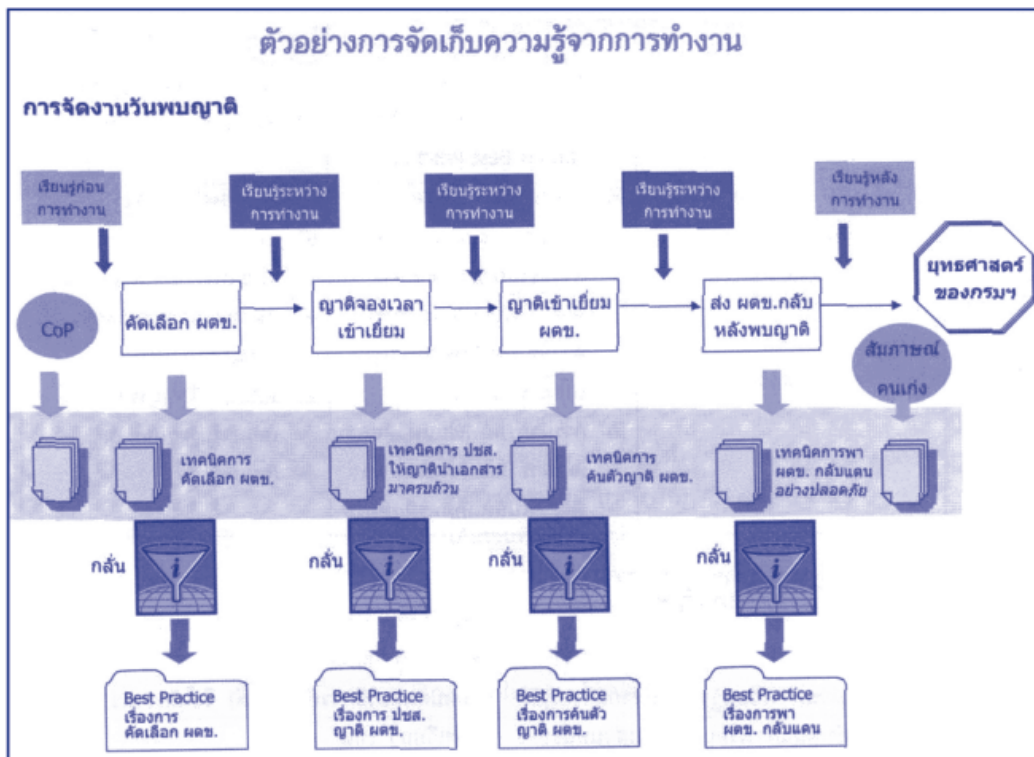 ตัวอย่างการจัดเก็บความรู้จากการทำงาน
การจัดงานวันพบญาติ
เรียนรู้ก่อน
การทำงาน
เรียนรู้ระหว่าง
การทำงาน
เรียนรู้ระหว่าง
การทำงาน
เรียนรู้ระหว่าง
การทำงาน
เรียนรู้หลัง
การทำงาน
ยุทธศาสตร์
ของกรมฯ
CoP
คัดเลือก ผตข.
ญาติจองเวลา
เข้าเยี่ยม
ญาติเข้าเยี่ยม
ผตข.
ส่ง ผตข.กลับ
หลังพบญาติ
สัมภาษณ์
คนเก่ง
เทคนิคการ
คัดเลือก ผตข.
เทคนิคการ ปชส.
ให้ญาตินำเอกสาร
มาครบถ้วน
เทคนิคการ
ค้นตัวญาติ ผตข.
เทคนิคการพา
ผตข. กลับแดน
อย่างปลอดภัย
กลั่น
i
กลั่น
i
กลั่น
i
กลั่น
i
Best Practice
เรื่องการ
คัดเลือก ผตข.
Best Practice
เรื่องการ ปชส.
ญาติ ผตข.
Best Practice
เรื่องการค้นตัว
ญาติ ผตข.
Best Practice
เรื่องการพา
ผตข. กลับแดน